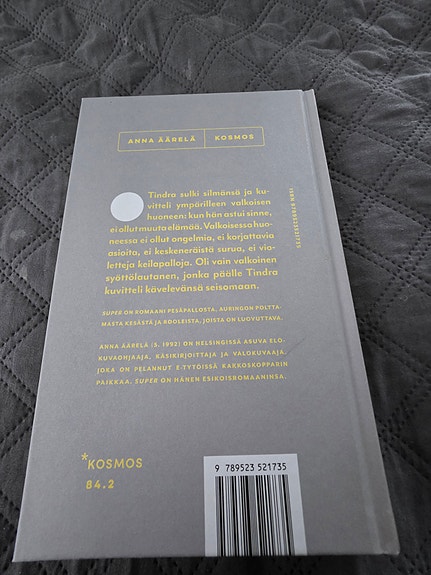 ANNA ÄÄRELÄ KOSMOS
Tindra sulki silmänsä ja ku-
vitteli ympärilleen valkoisen
huoneen: kun hän astui sinne,
ei ollut muuta elämää. Valkoisessa huo-
neessa ei ollut ongelmia, ei korjattavia
asioita, ei keskeneräistä surua, ei vio-
letteja keilapalloja. Oli vain valkoinen
syöttölautanen, jonka päälle Tindra
kuvitteli kävelevänsä seisomaan.
SUPER ON ROMAANI PESÄPALLOSTA, AURINGON POLTTA-
MASTA KESÄSTÄ JA ROOLEISTA, JOISTA ON LUOVUTTAVA.
ANNA ÄÄRELÄ (S. 1992) ON HELSINGISSÄ ASUVA ELO-
KUVAOHJAAJA, KÄSIKIRJOITTAJA JA VALOKUVAAJA,
JOKA ON PELANNUT E-TYTÖISSÄ KAKKOSKOPPARIN
PAIKKAA. SUPER ON HÄNEN ESIKOISROMAANINSA.
*KOSMOS
84.2
ISBN 9789523521735
9 789523 521735